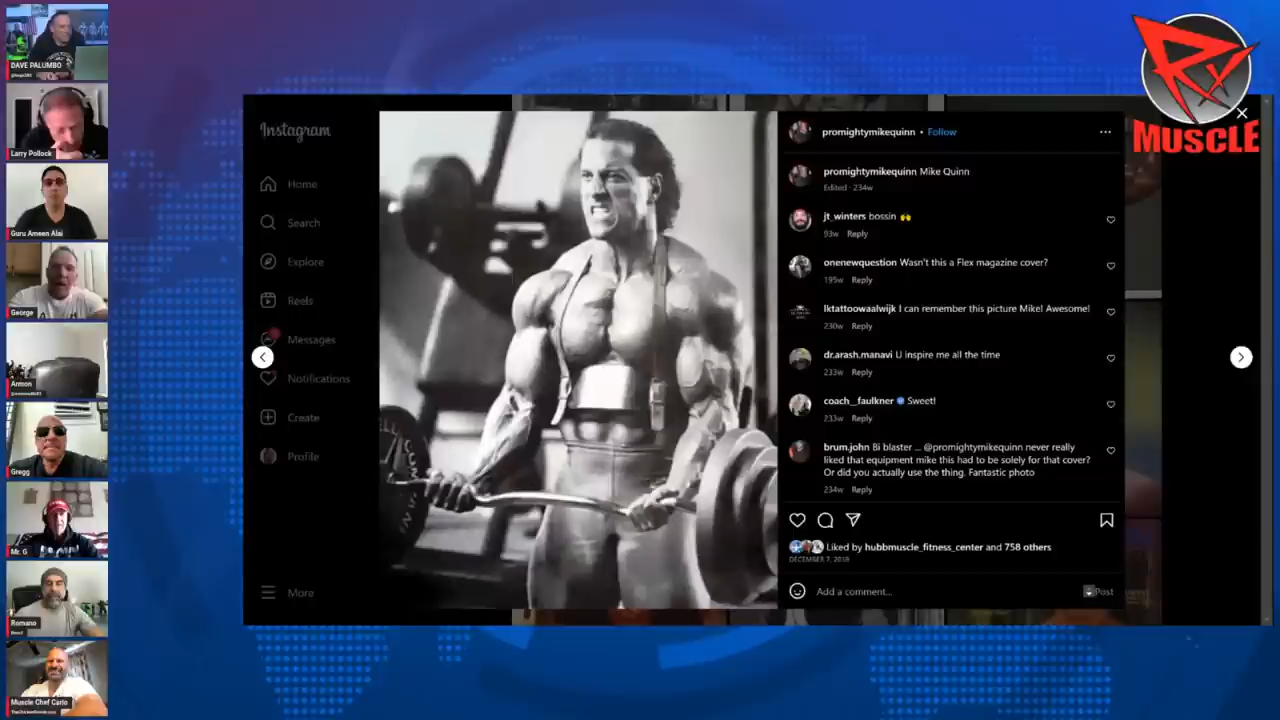 DAVE PALUMBO
Larry Pollock
Guru Ameen Alai
George
Armon
Gregg
Mr. G
Romano
Muscle Chef Carlo
Instagram
Home
Search
Explore
Reels
Messages
Notifications
Create
Profile
More
promightymikequinn • Follow
promightymikequinn Mike Quinn
Edited · 234w
jt_winters bossin 🙌
93w Reply
onenewquestion Wasn't this a Flex magazine cover?
195w Reply
lktattoowaalwijk I can remember this picture Mike! Awesome!
230w Reply
dr.arash.manavi U inspire me all the time
233w Reply
coach__faulkner Sweet!
233w Reply
brum.john Bi blaster ... @promightymikequinn never really
liked that equipment mike this had to be solely for that cover?
Or did you actually use the thing. Fantastic photo
234w Reply
Liked by hubbmuscle_fitness_center and 758 others
DECEMBER 7, 2018
Add a comment...
Post
Rx
MUSCLE